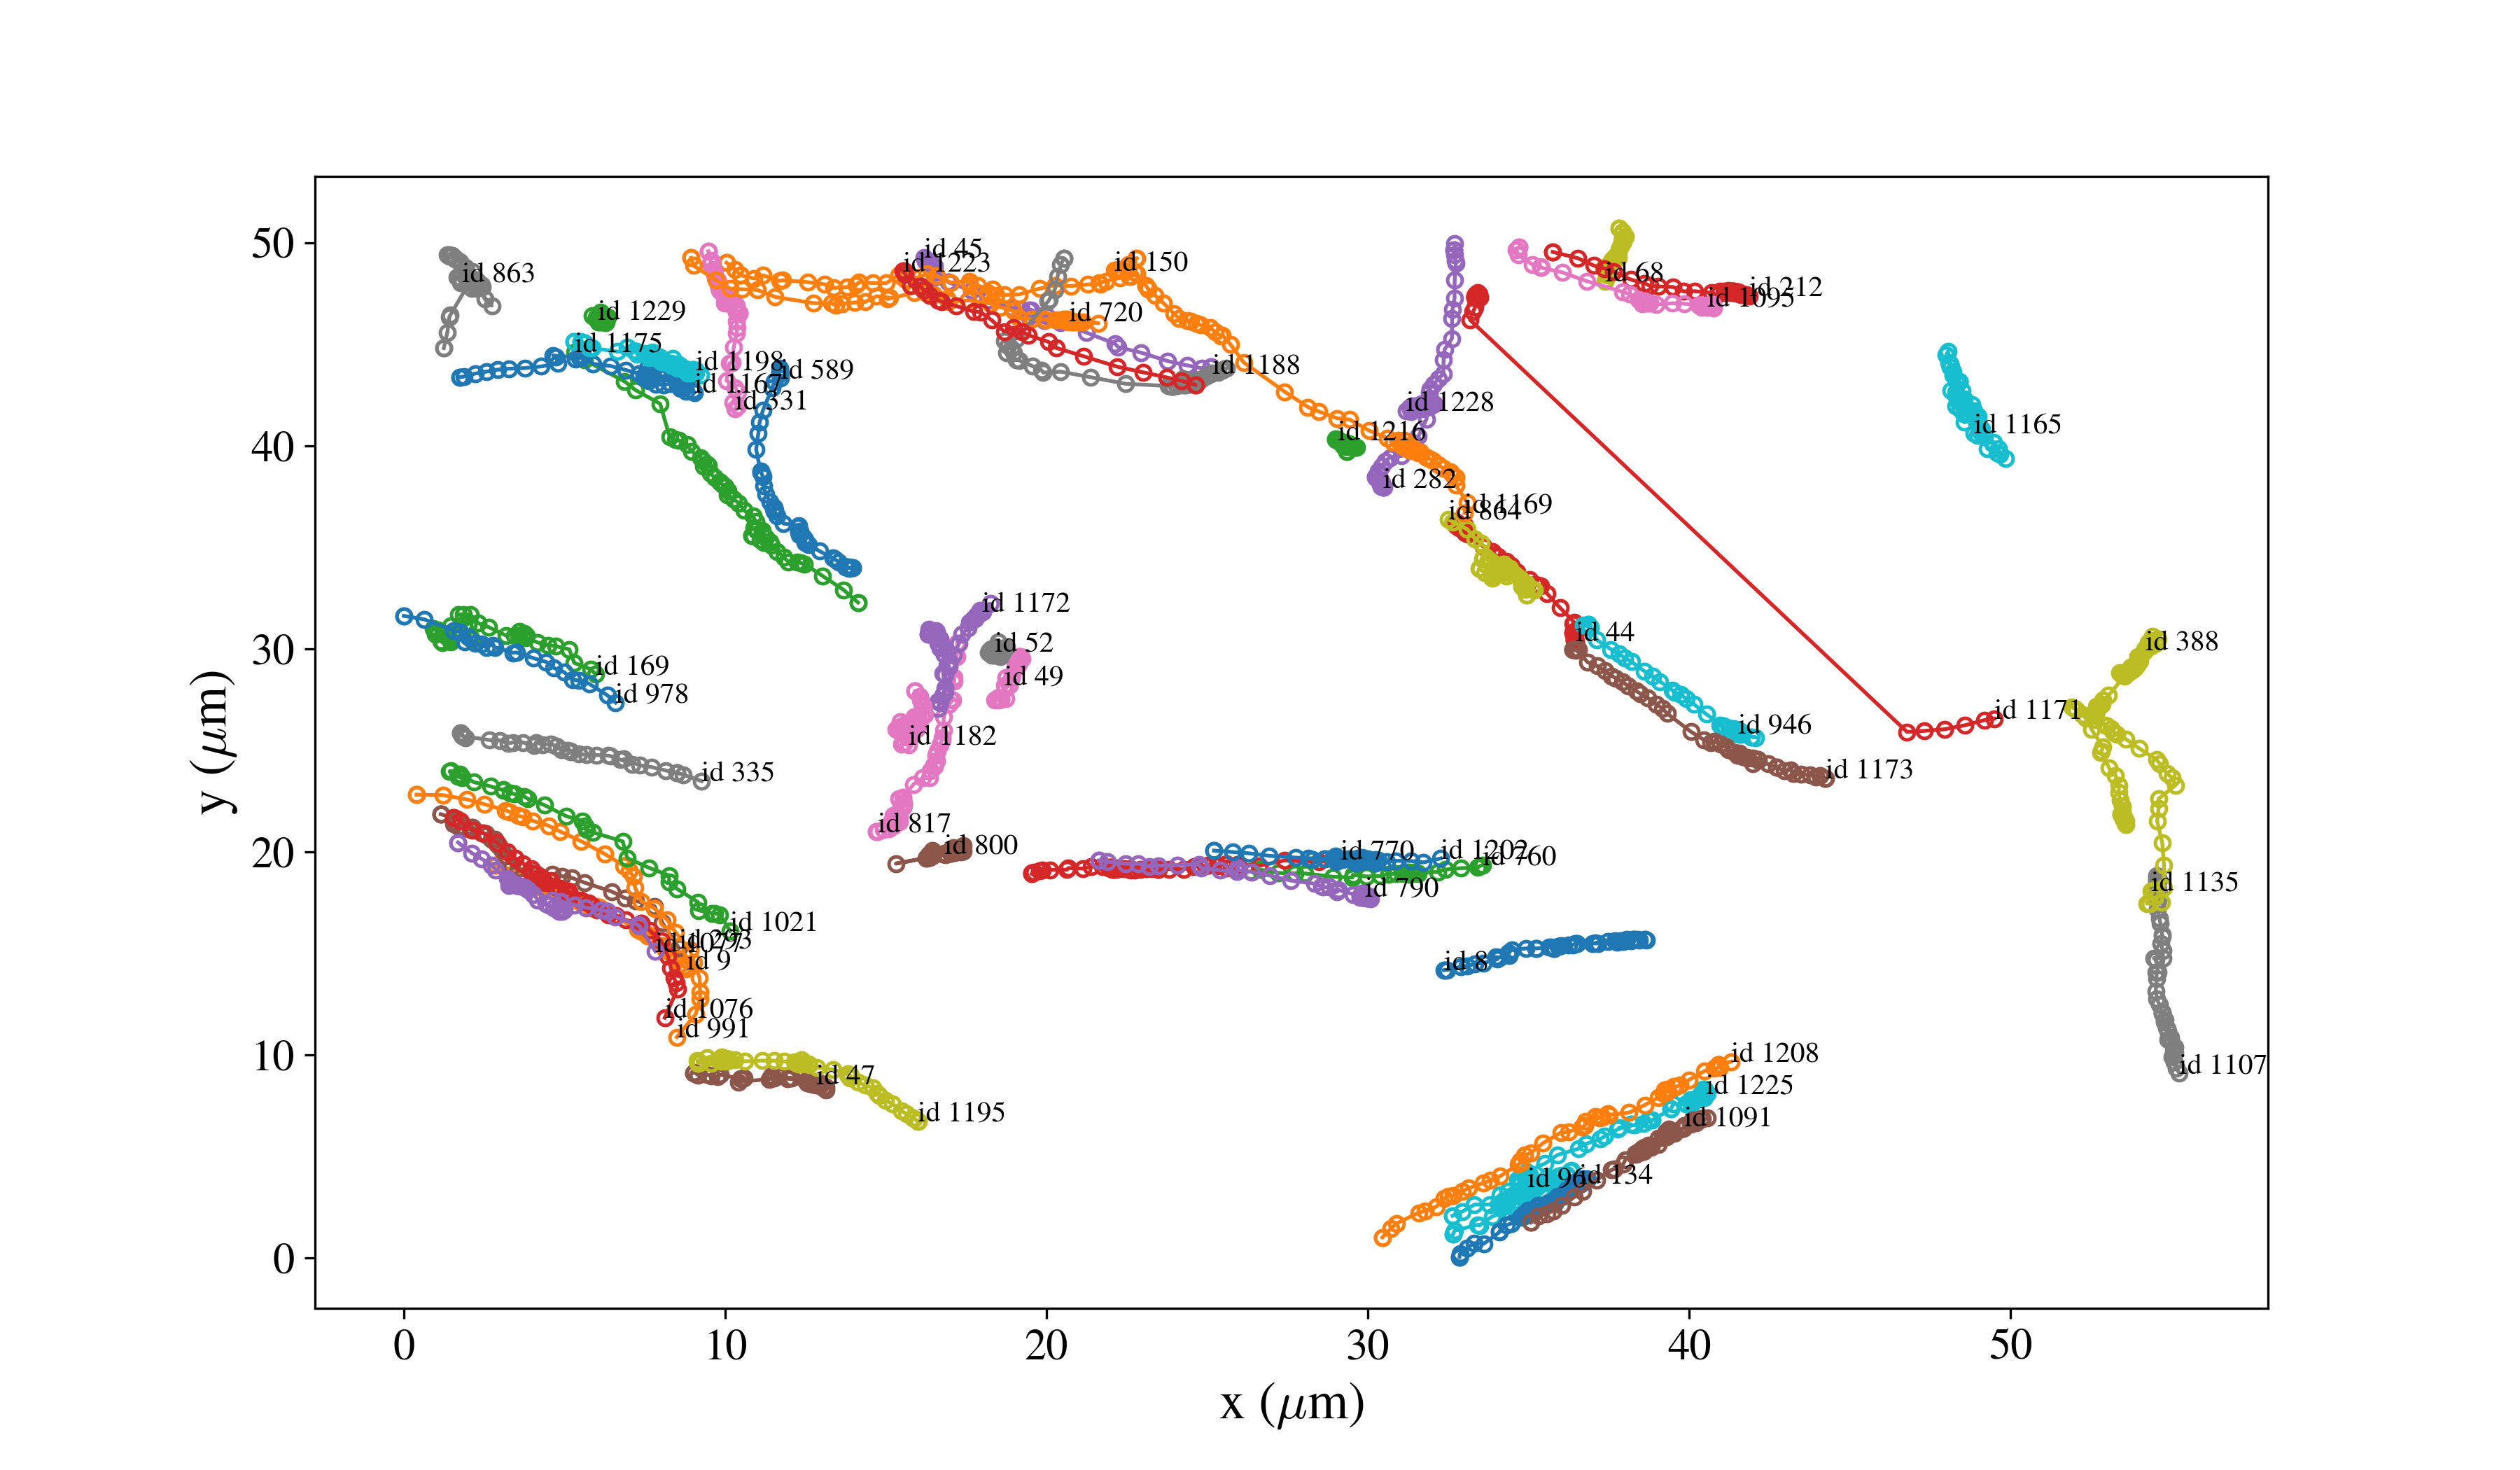 50
40
30
20
10
0
y (μm)
id 863
id 1229
id 1175
id 1198
id 1167
id 589
id 331
id 45
id 1223
id 150
id 720
id 1188
id 68
id 212
id 1095
id 1228
id 1216
id 282
id 1165
id 1169
id 864
id 44
id 946
id 1173
id 1171
id 388
id 1172
id 52
id 49
id 1182
id 817
id 800
id 169
id 978
id 335
id 770
id 1202
id 760
id 790
id 1135
id 1021
id 293
id 1077
id 9
id 1076
id 991
id 8
id 47
id 1195
id 1107
id 1208
id 1225
id 1091
id 96
id 134
0 10 20 30 40 50
x (μm)